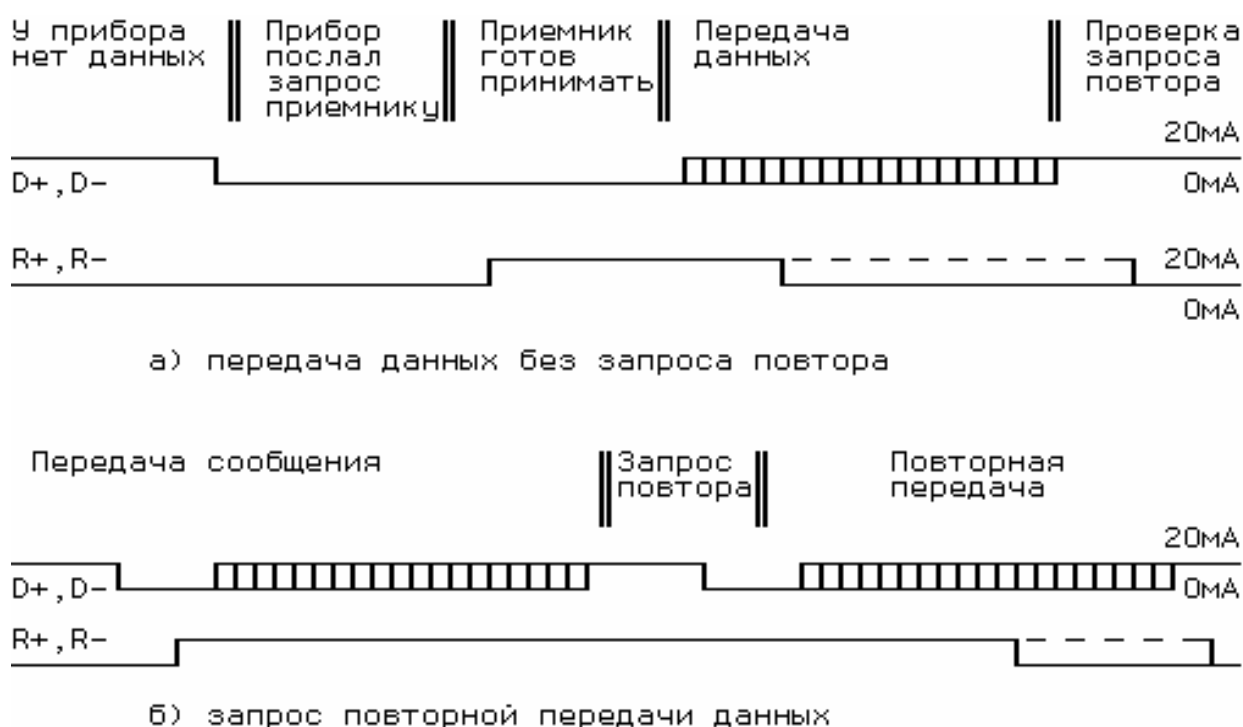 У прибора
нет данных
Прибор
послал
запрос
приемнику
Приемник
готов
принимать
Передача
данных
Проверка
запроса
повтора
20мА
D+,D-
0мА
R+,R-
20мА
0мА
а) передача данных без запроса повтора
Передача сообщения
Запрос
повтора
Повторная
передача
20мА
D+,D-
0мА
R+,R-
б) запрос повторной передачи данных